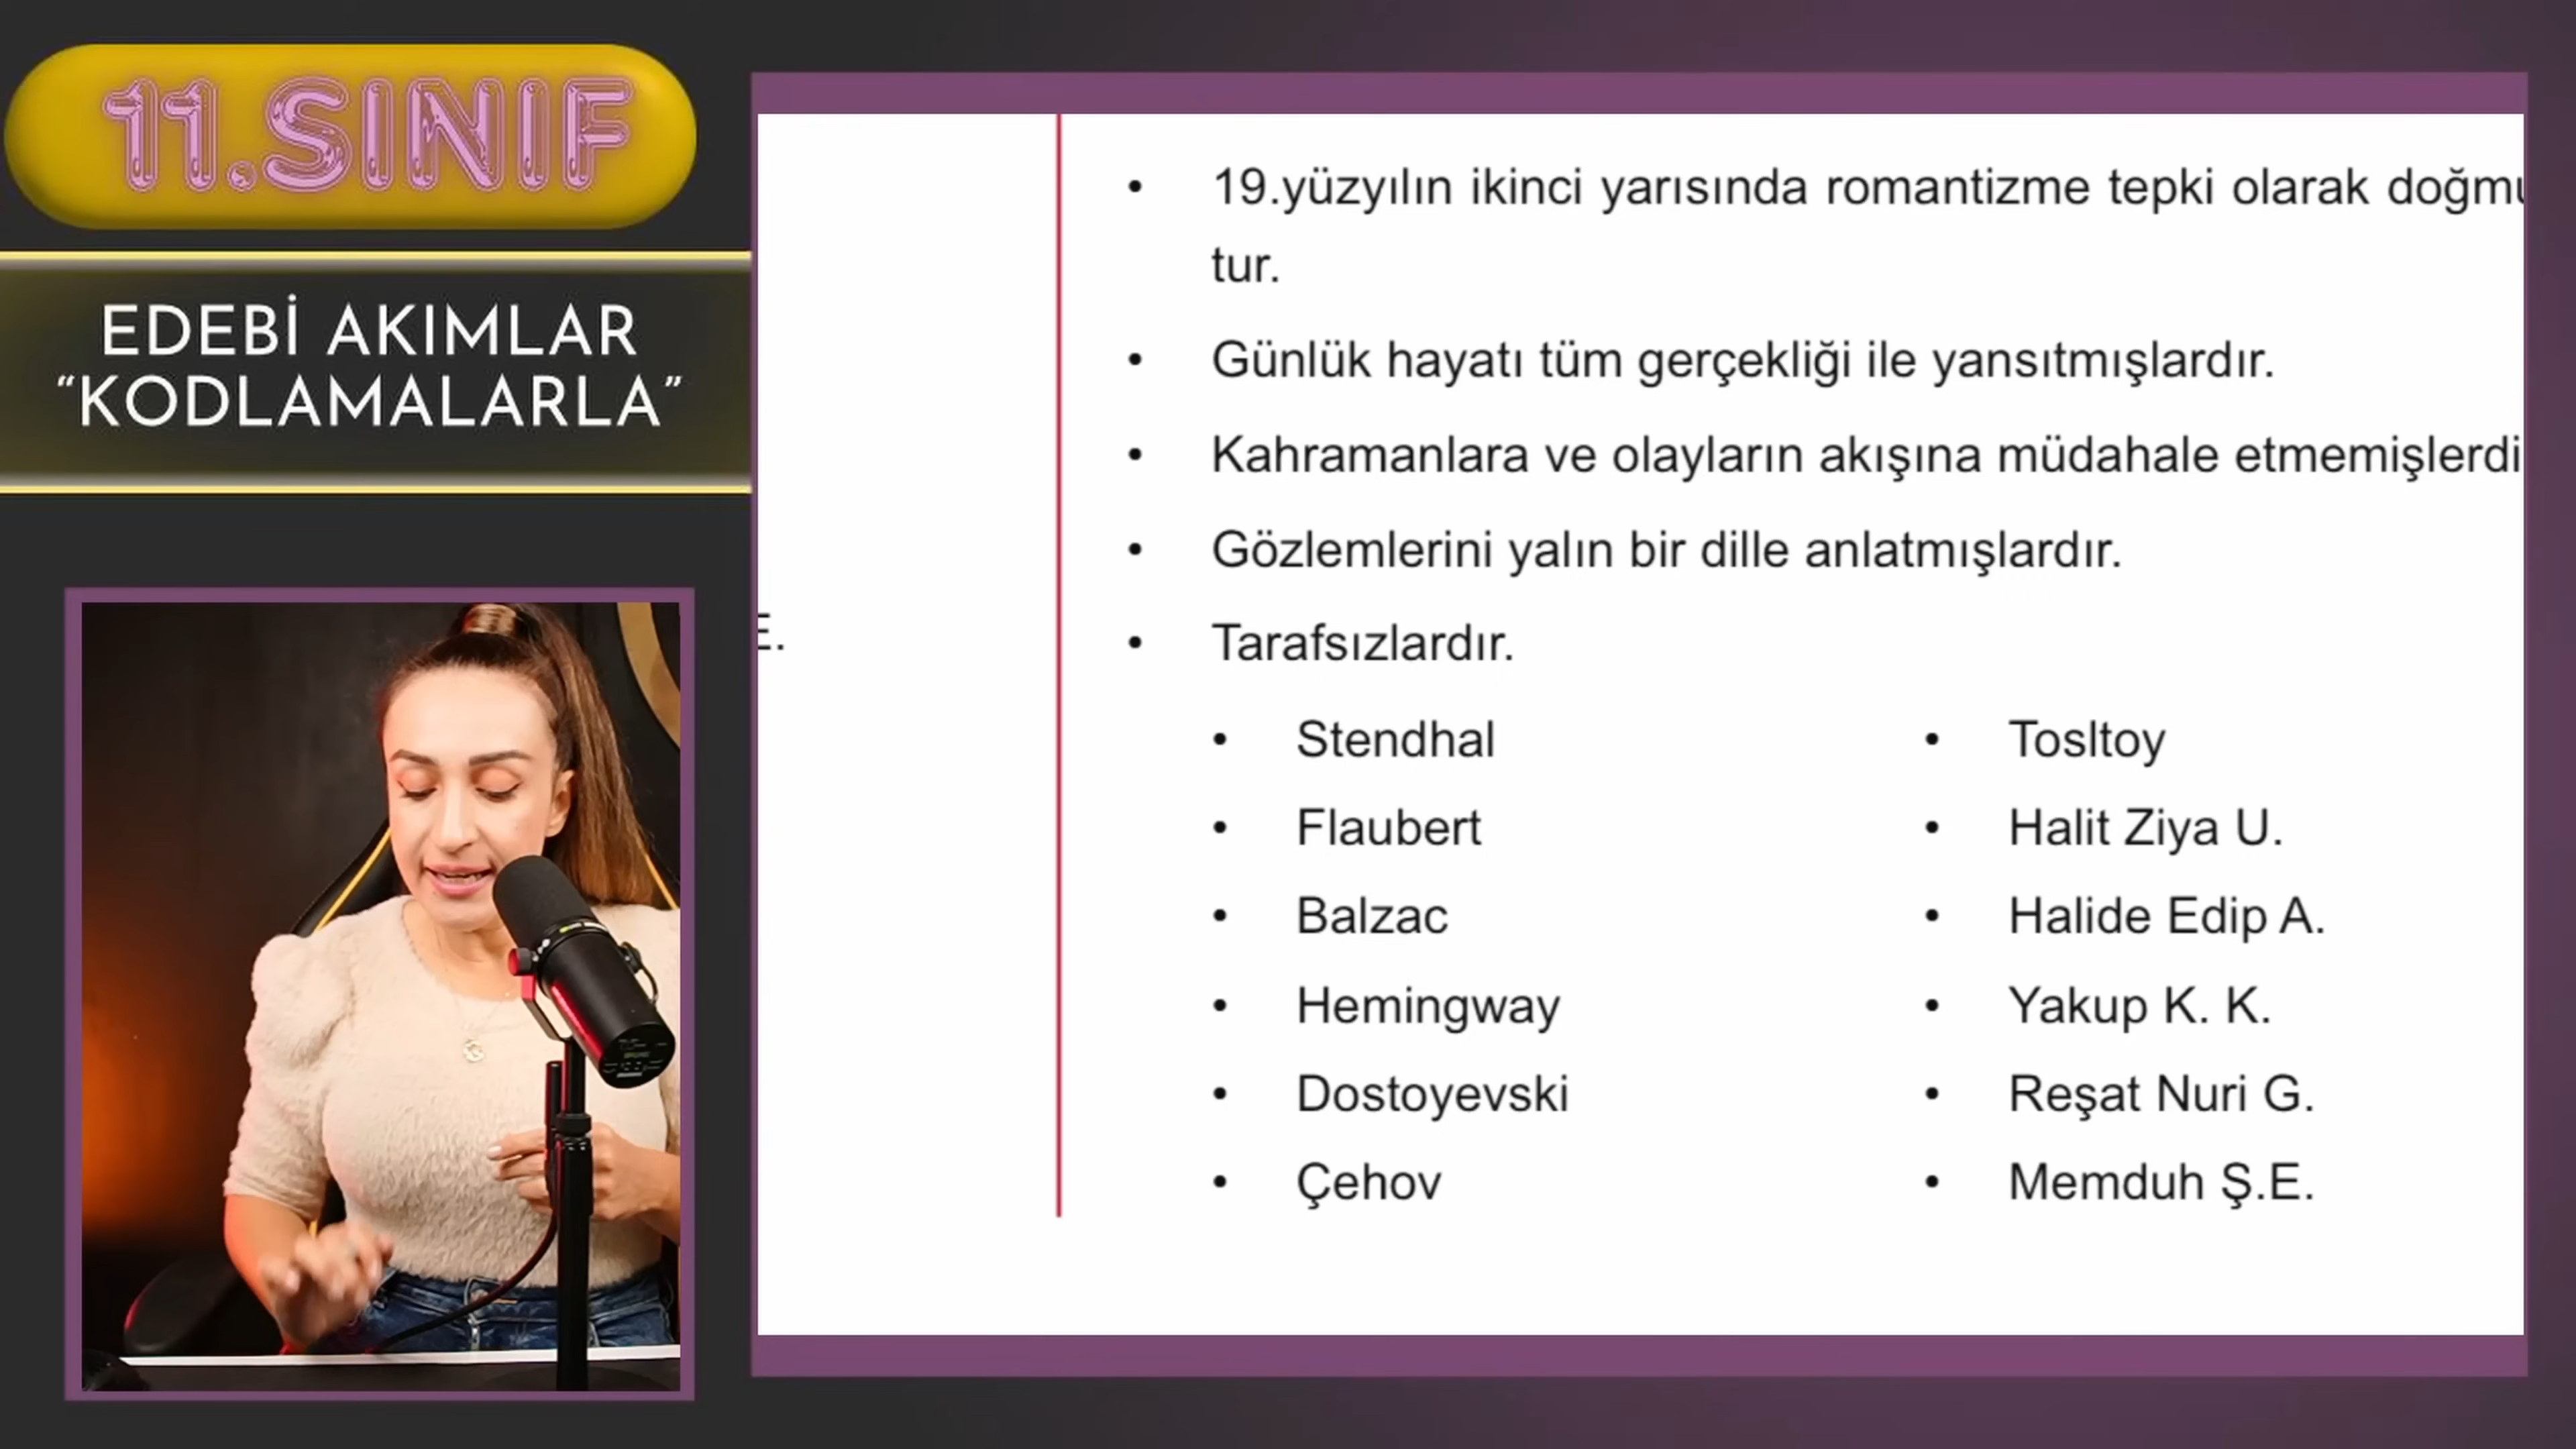 11.SINIF
EDEBİ AKIMLAR
“KODLAMALARLA”
E.
• 19.yüzyılın ikinci yarısında romantizme tepki olarak doğmu
tur.
• Günlük hayatı tüm gerçekliği ile yansıtmışlardır.
• Kahramanlara ve olayların akışına müdahale etmemişlerdi
• Gözlemlerini yalın bir dille anlatmışlardır.
• Tarafsızlardır.
• Stendhal
• Flaubert
• Balzac
• Hemingway
• Dostoyevski
• Çehov
• Tosltoy
• Halit Ziya U.
• Halide Edip A.
• Yakup K. K.
• Reşat Nuri G.
• Memduh Ş.E.